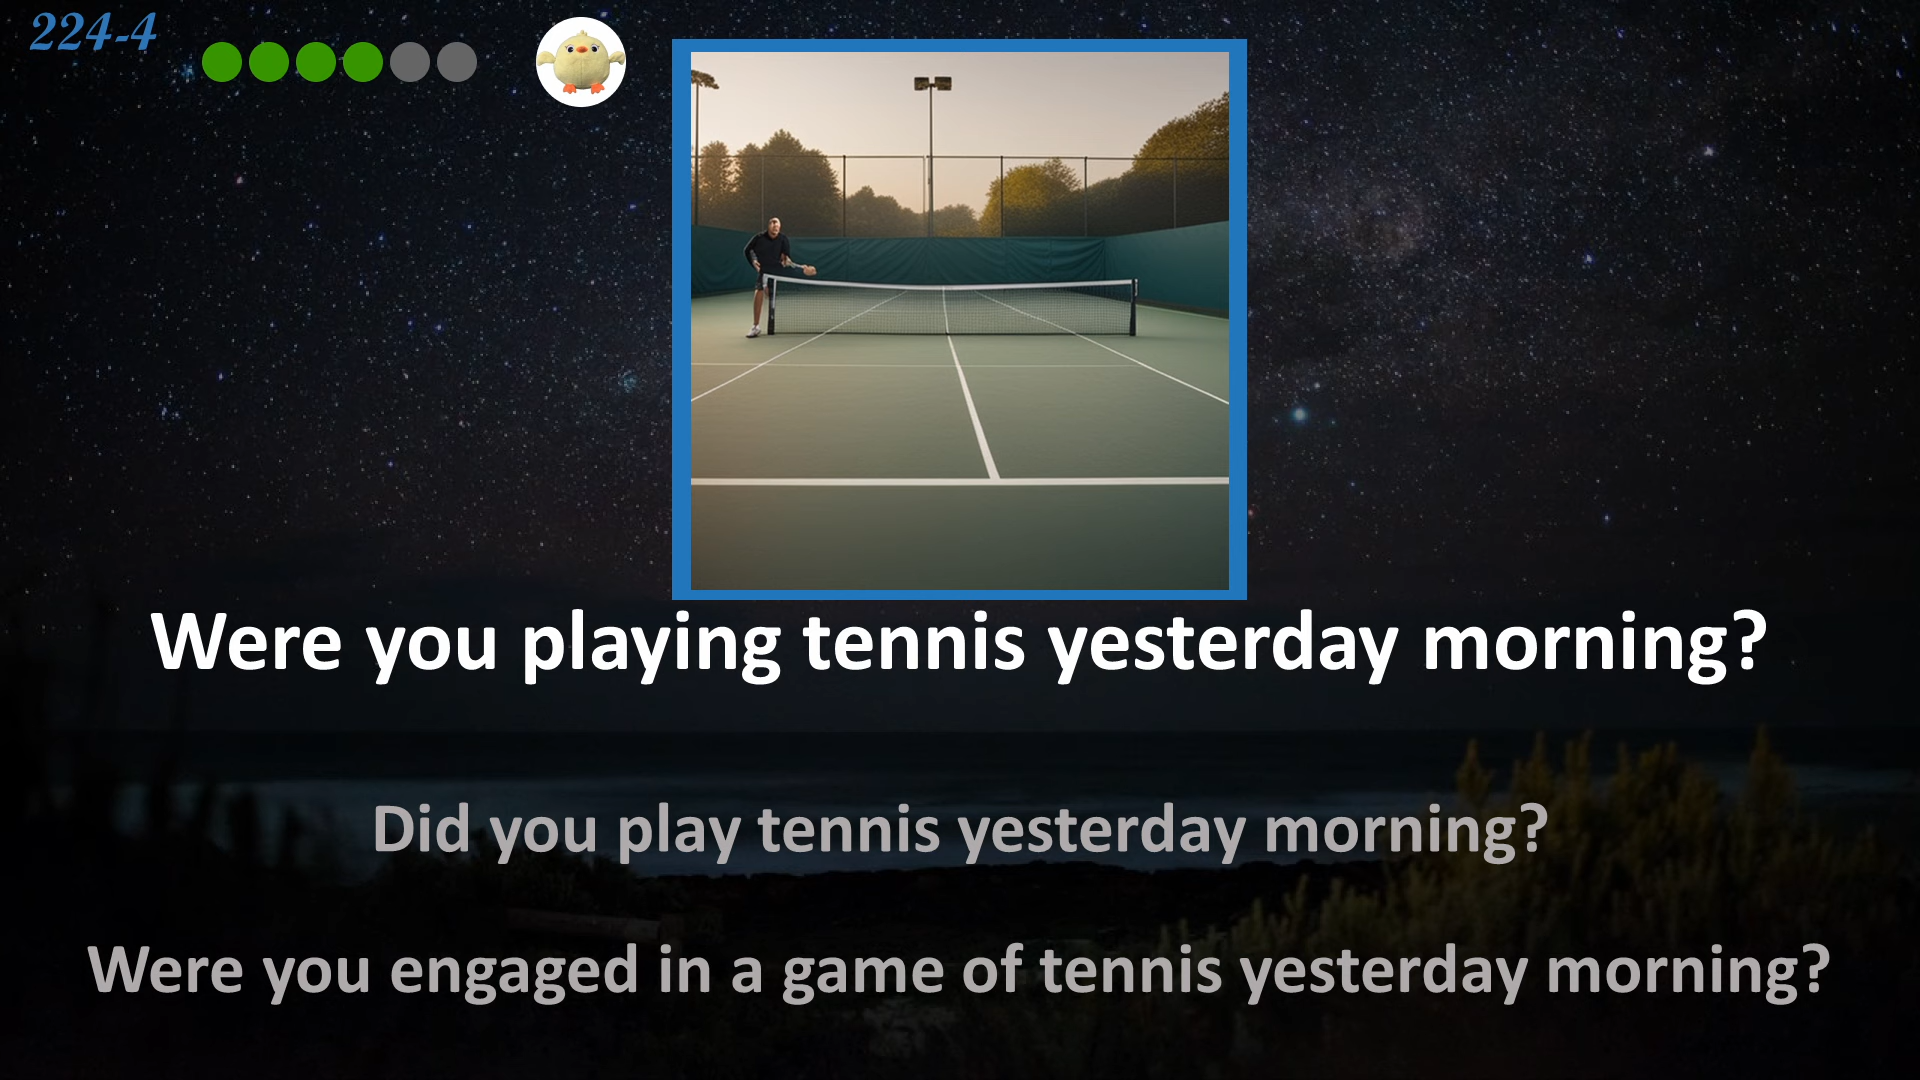 224-4
Were you playing tennis yesterday morning?
Did you play tennis yesterday morning?
Were you engaged in a game of tennis yesterday morning?